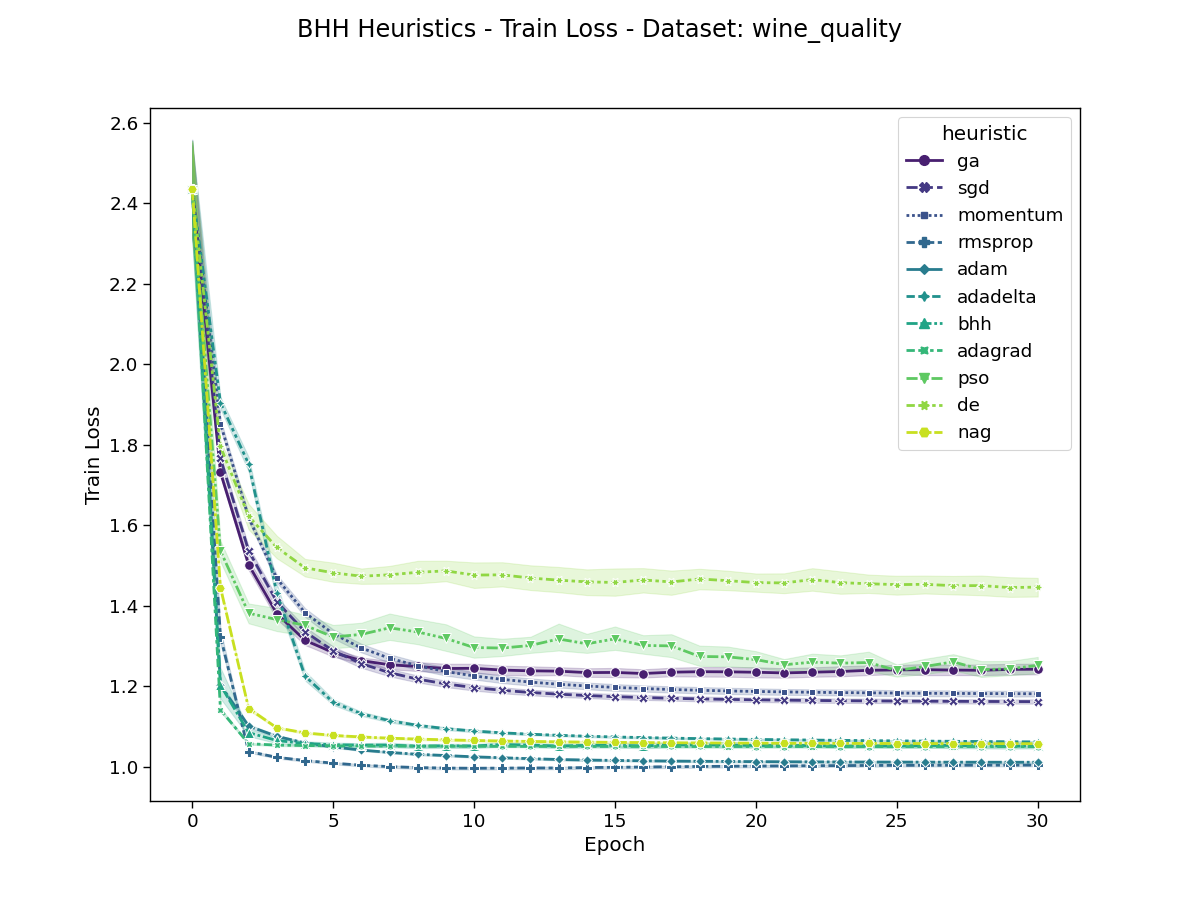 BHH Heuristics - Train Loss - Dataset: wine_quality
2.6
2.4
2.2
2.0
1.8
1.6
1.4
1.2
1.0
Train Loss
0 5 10 15 20 25 30
Epoch
heuristic
ga
sgd
momentum
rmsprop
adam
adadelta
bhh
adagrad
pso
de
nag